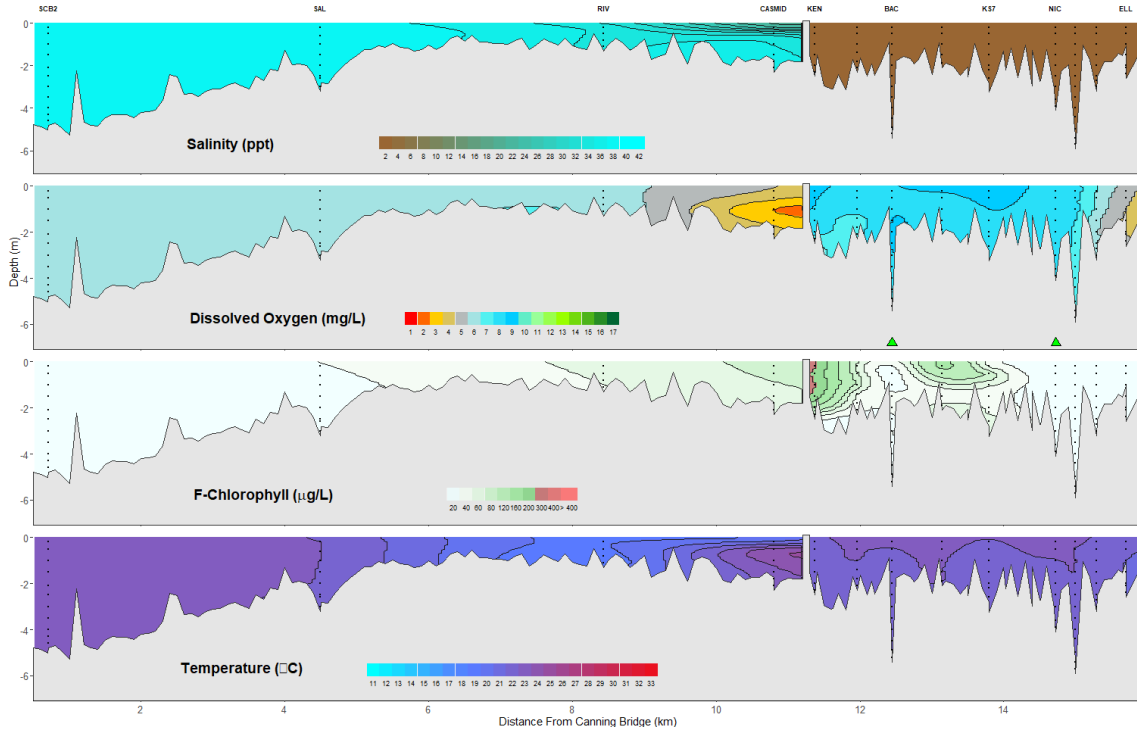 SCB2 SAL RIV CASMID KEN BAC KS7 NIC ELL
0
-2
-4
-6
Salinity (ppt)
2 4 6 8 10 12 14 16 18 20 22 24 26 28 30 32 34 36 38 40 42
0
-2
-4
-6
Depth (m)
Dissolved Oxygen (mg/L)
1 2 3 4 5 6 7 8 9 10 11 12 13 14 15 16 17
0
-2
-4
-6
F-Chlorophyll (μg/L)
20 40 60 80 120 160 200 300 400 > 400
0
-2
-4
-6
Temperature (□C)
11 12 13 14 15 16 17 18 19 20 21 22 23 24 25 26 27 28 29 30 31 32 33
2 4 6 8 10 12 14
Distance From Canning Bridge (km)